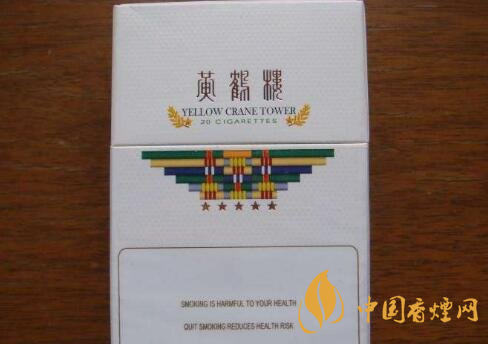 黄鹤楼
YELLOW CRANE TOWER
20 CIGARETTES
SMOKING IS HARMFUL TO YOUR HEALTH
QUIT SMOKING REDUCES HEALTH RISK
中国香烟网